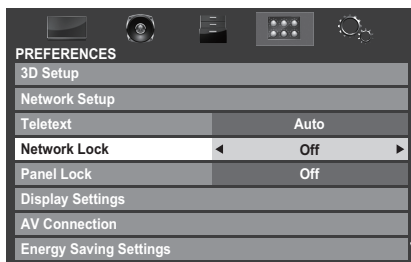 PREFERENCES
3D Setup
Network Setup
Teletext Auto
Network Lock Off
Panel Lock Off
Display Settings
AV Connection
Energy Saving Settings